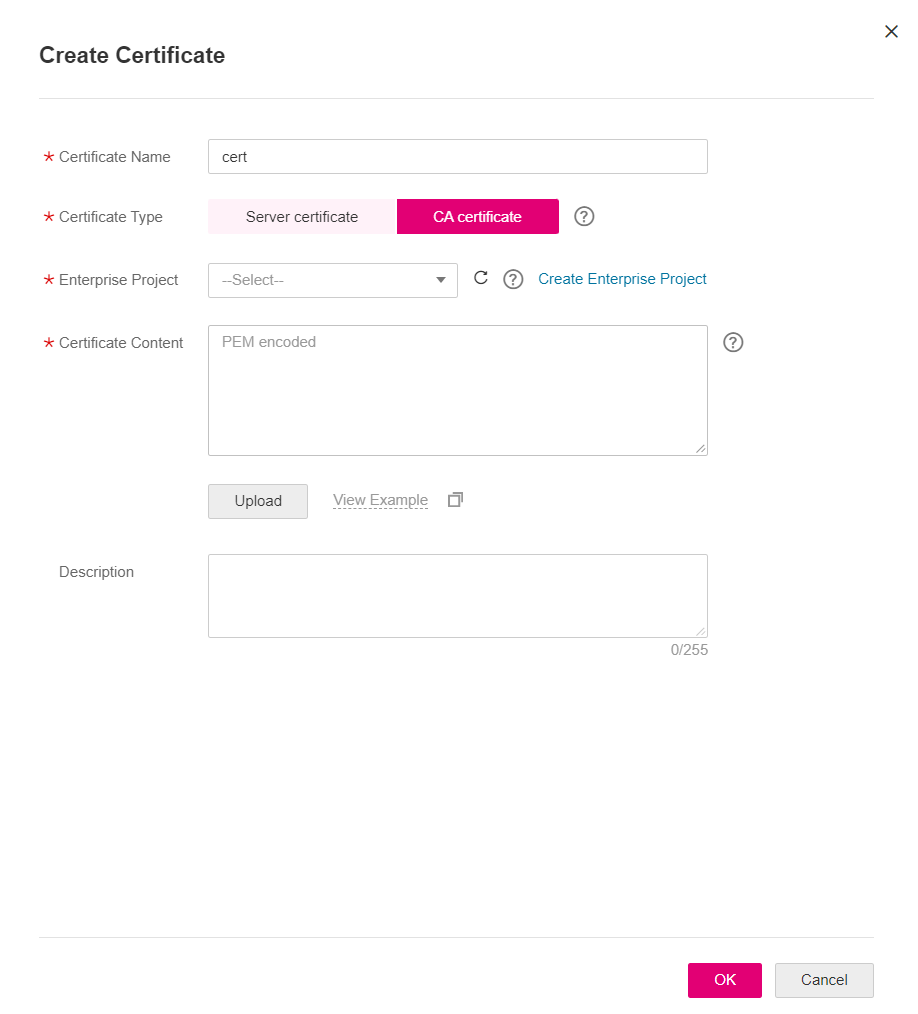 Create Certificate
* Certificate Name cert
* Certificate Type Server certificate CA certificate ?
* Enterprise Project --Select-- ? Create Enterprise Project
* Certificate Content PEM encoded ?
Upload View Example
Description
0/255
OK Cancel